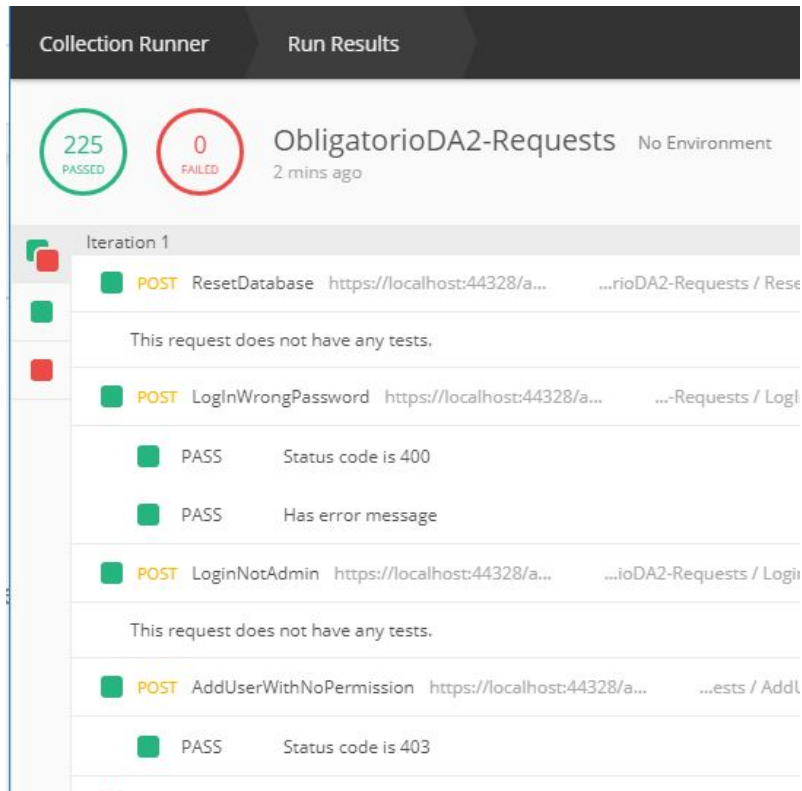 Collection Runner Run Results
225 PASSED
0 FAILED
ObligatorioDA2-Requests No Environment
2 mins ago
Iteration 1
POST ResetDatabase https://localhost:44328/a... ...rioDA2-Requests / Rese
This request does not have any tests.
POST LogInWrongPassword https://localhost:44328/a... ...-Requests / LogI
PASS Status code is 400
PASS Has error message
POST LoginNotAdmin https://localhost:44328/a... ...ioDA2-Requests / Login
This request does not have any tests.
POST AddUserWithNoPermission https://localhost:44328/a... ...ests / AddU
PASS Status code is 403